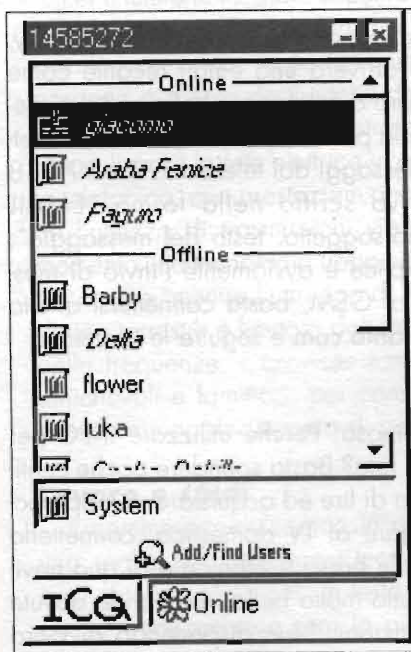 14585272
Online
giacomo
Araba Fenice
Paguro
Offline
Barby
Delta
flower
luka
System
Add/Find Users
ICQ Online